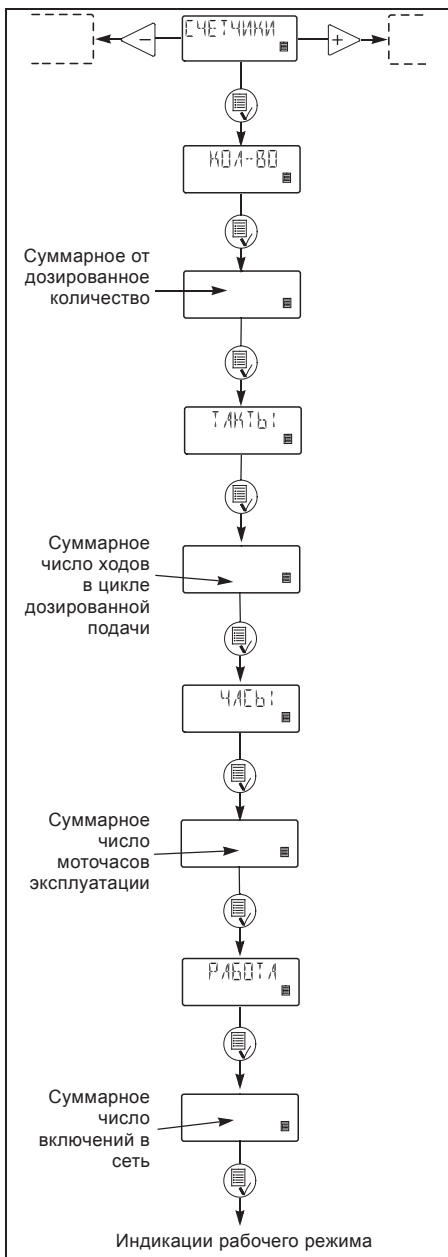 СЧЕТЧИКИ
КОЛ-ВО
Суммарное от
дозированное
количество
ТАКТЫ
Суммарное
число ходов
в цикле
дозированной
подачи
ЧАСЫ
Суммарное
число
моточасов
эксплуатации
РАБОТА
Суммарное
число
включений в
сеть
Индикации рабочего режима